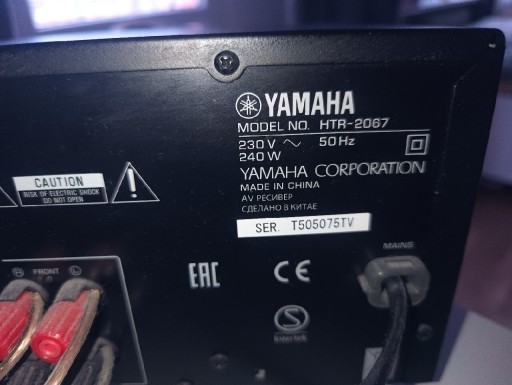 YAMAHA
MODEL NO. HTR-2067
230 V ~ 50 Hz
240 W
YAMAHA CORPORATION
MADE IN CHINA
AV РЕСИВЕР
СДЕЛАНО В КИТАЕ
SER. T505075TV
CAUTION
RISK OF ELECTRIC SHOCK
DO NOT OPEN
MAINS
R FRONT L
EAC
CE
S
Intertek